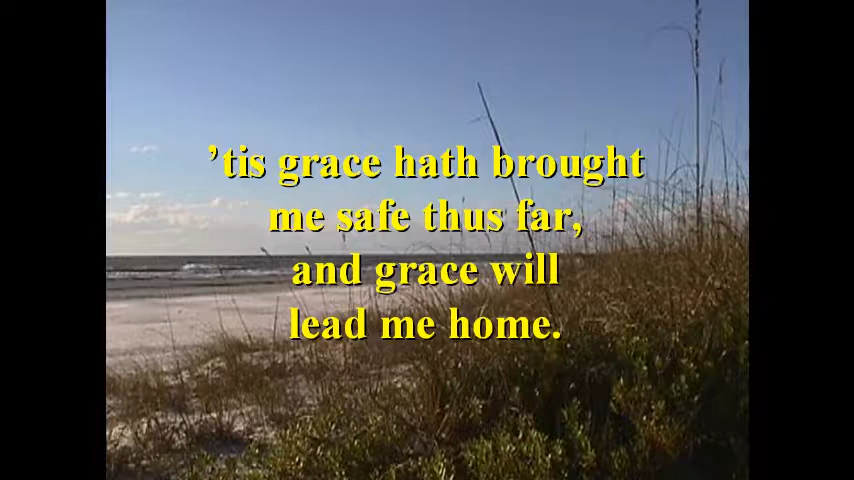 ’tis grace hath brought
me safe thus far,
and grace will
lead me home.